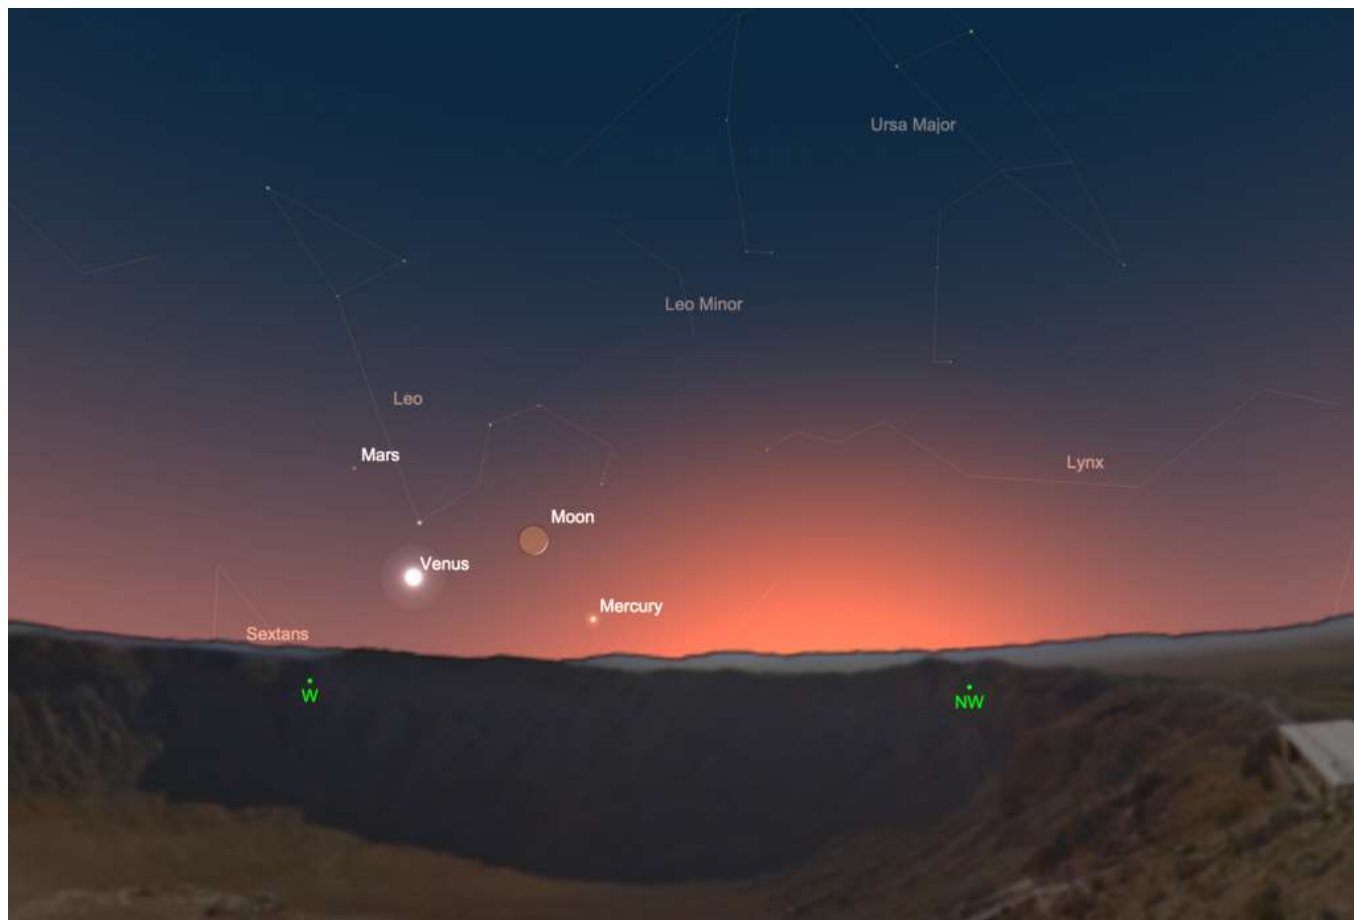 Ursa Major
Leo Minor
Leo
Mars
Lynx
Moon
Venus
Mercury
Sextans
W
NW